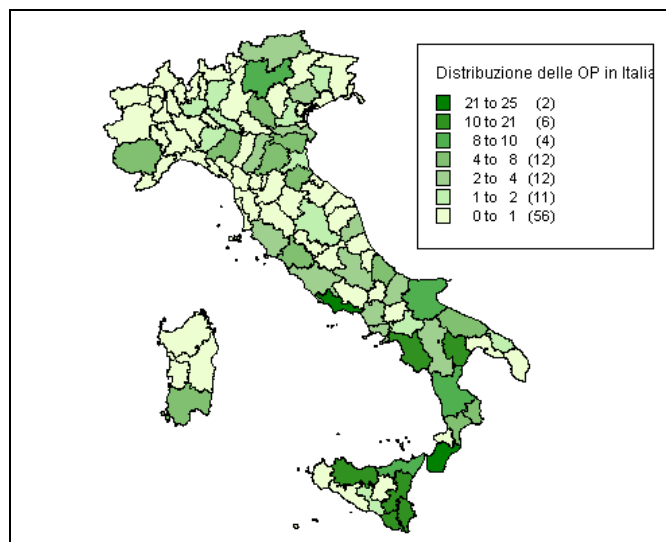 Distribuzione delle OP in Italia
21 to 25 (2)
10 to 21 (6)
8 to 10 (4)
4 to 8 (12)
2 to 4 (12)
1 to 2 (11)
0 to 1 (56)